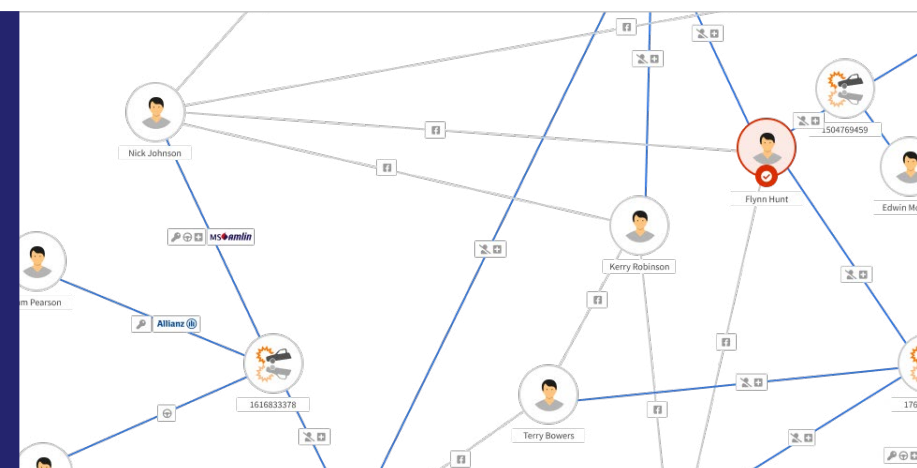 1504769459
Nick Johnson
Flynn Hunt
Edwin
MS amlin
Kerry Robinson
Pearson
Allianz
1616833378
176
Terry Bowers